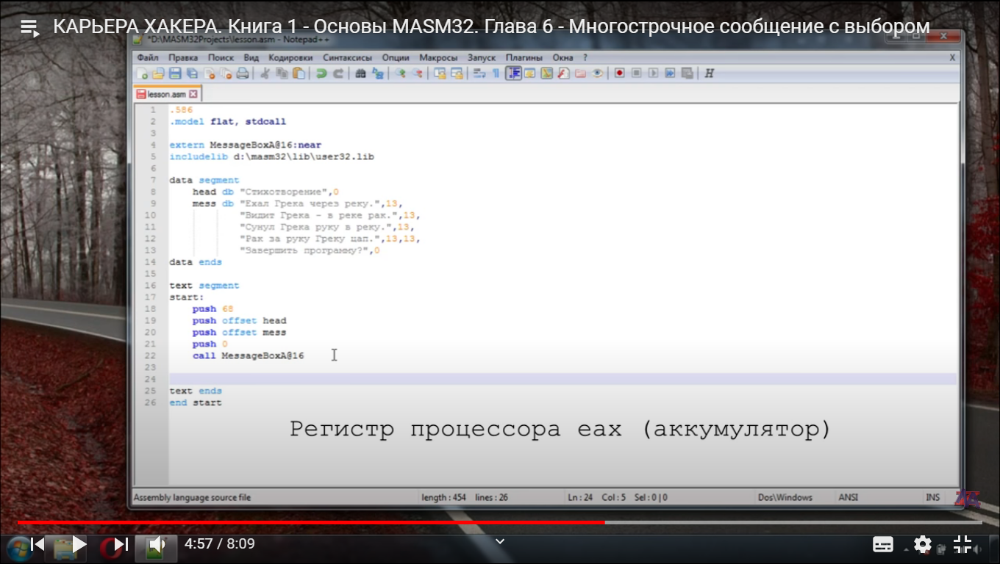 КАРЬЕРА ХАКЕРА. Книга 1 - Основы MASM32. Глава 6 - Многострочное сообщение с выбором
*D:\MASM32Projects\lesson.asm - Notepad++
Файл Правка Поиск Вид Кодировки Синтаксисы Опции Макросы Запуск Плагины Окна ? X
lesson.asm
1 .586
2 .model flat, stdcall
3
4 extern MessageBoxA@16:near
5 includelib d:\masm32\lib\user32.lib
6
7 data segment
8 head db "Стихотворение",0
9 mess db "Ехал Грека через реку.",13,
10 "Видит Грека - в реке рак.",13,
11 "Сунул Грека руку в реку.",13,
12 "Рак за руку Греку цап.",13,13,
13 "Завершить программу?",0
14 data ends
15
16 text segment
17 start:
18 push 68
19 push offset head
20 push offset mess
21 push 0
22 call MessageBoxA@16
23
24
25 text ends
26 end start
Регистр процессора eax (аккумулятор)
Assembly language source file length : 454 lines : 26 Ln : 24 Col : 5 Sel : 0 | 0 Dos\Windows ANSI INS
4:57 / 8:09